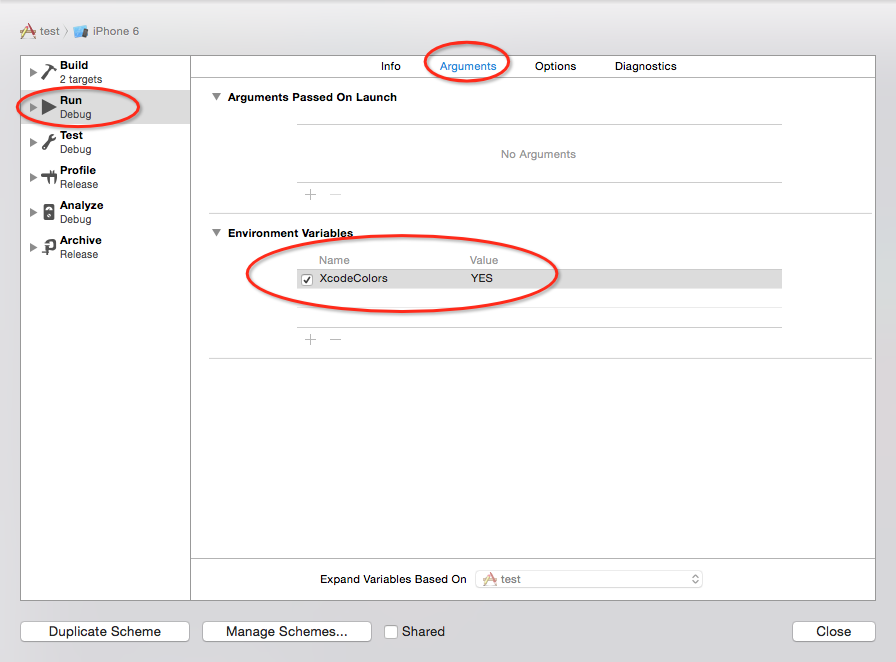 test iPhone 6
Info Arguments Options Diagnostics
Build
2 targets
Run
Debug
Test
Debug
Profile
Release
Analyze
Debug
Archive
Release
Arguments Passed On Launch
No Arguments
Environment Variables
Name Value
XcodeColors YES
Expand Variables Based On test
Duplicate Scheme Manage Schemes... Shared Close